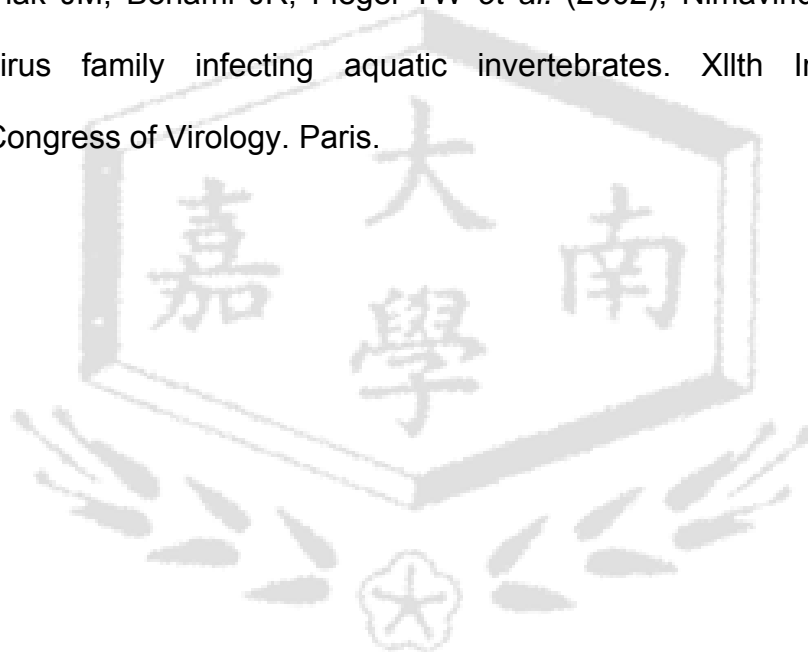 JM, Bonami JR, Flegel TW et al. (2002),
family infecting aquatic invertebrates. XIIth
Congress of Virology. Paris.
大
嘉 南
學